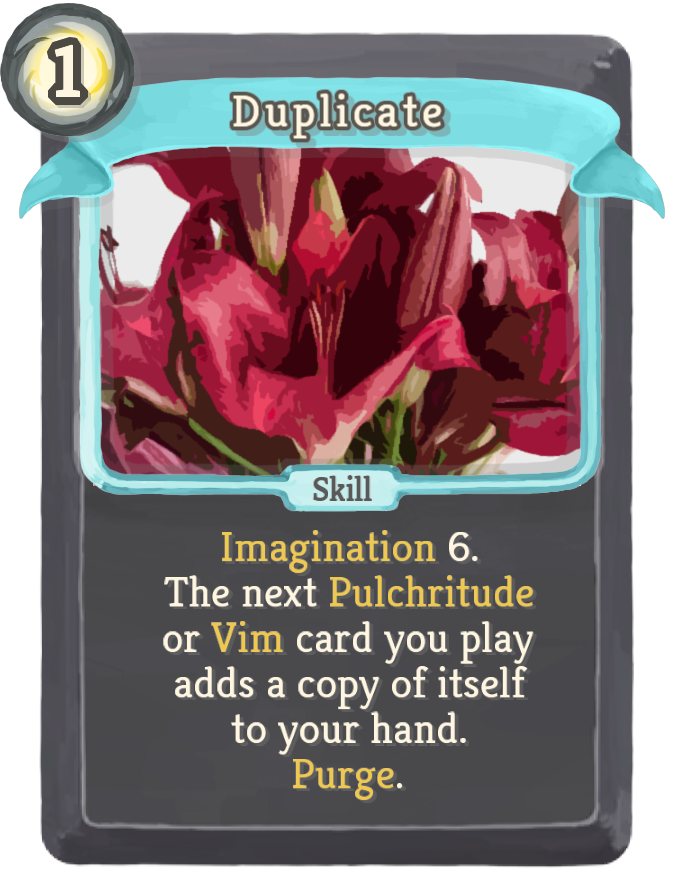 1
Duplicate
Skill
Imagination 6.
The next Pulchritude
or Vim card you play
adds a copy of itself
to your hand.
Purge.